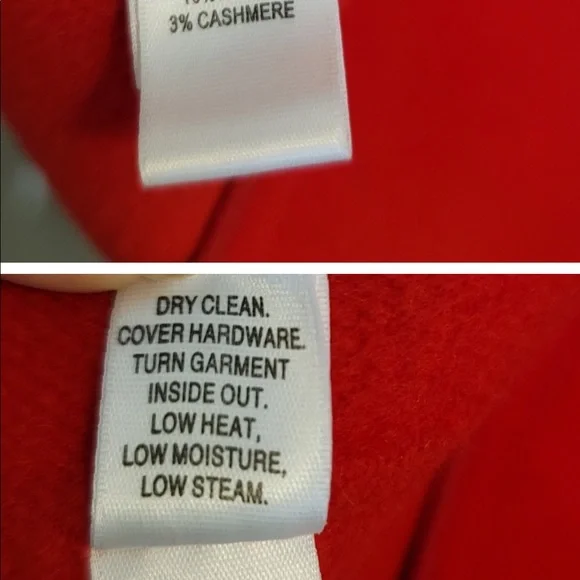 3% CASHMERE
DRY CLEAN.
COVER HARDWARE.
TURN GARMENT
INSIDE OUT.
LOW HEAT,
LOW MOISTURE,
LOW STEAM.